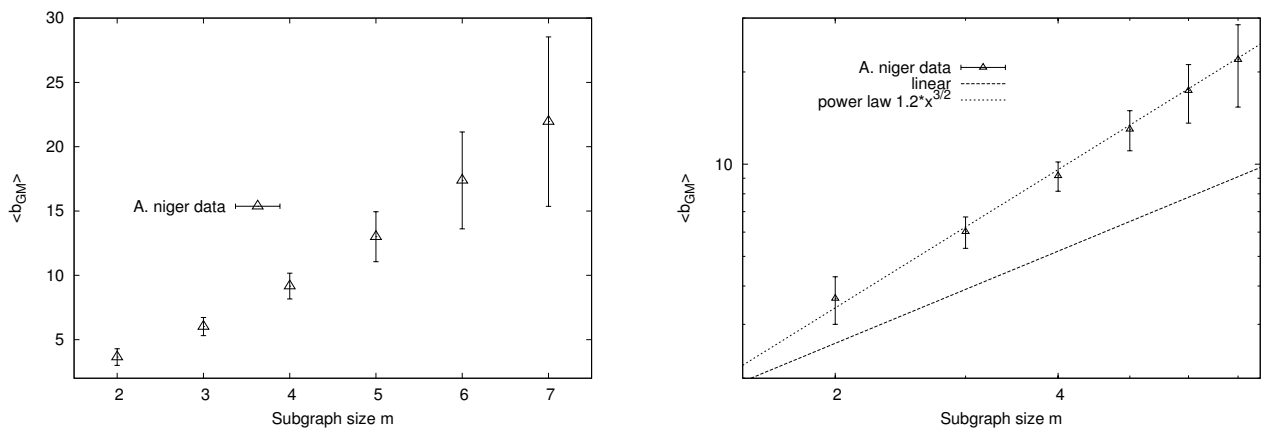 30
25
20
15
10
5
<b_GM>
A. niger data
2 3 4 5 6 7
Subgraph size m
A. niger data
linear
power law 1.2*x^3/2
10
<b_GM>
2 4
Subgraph size m